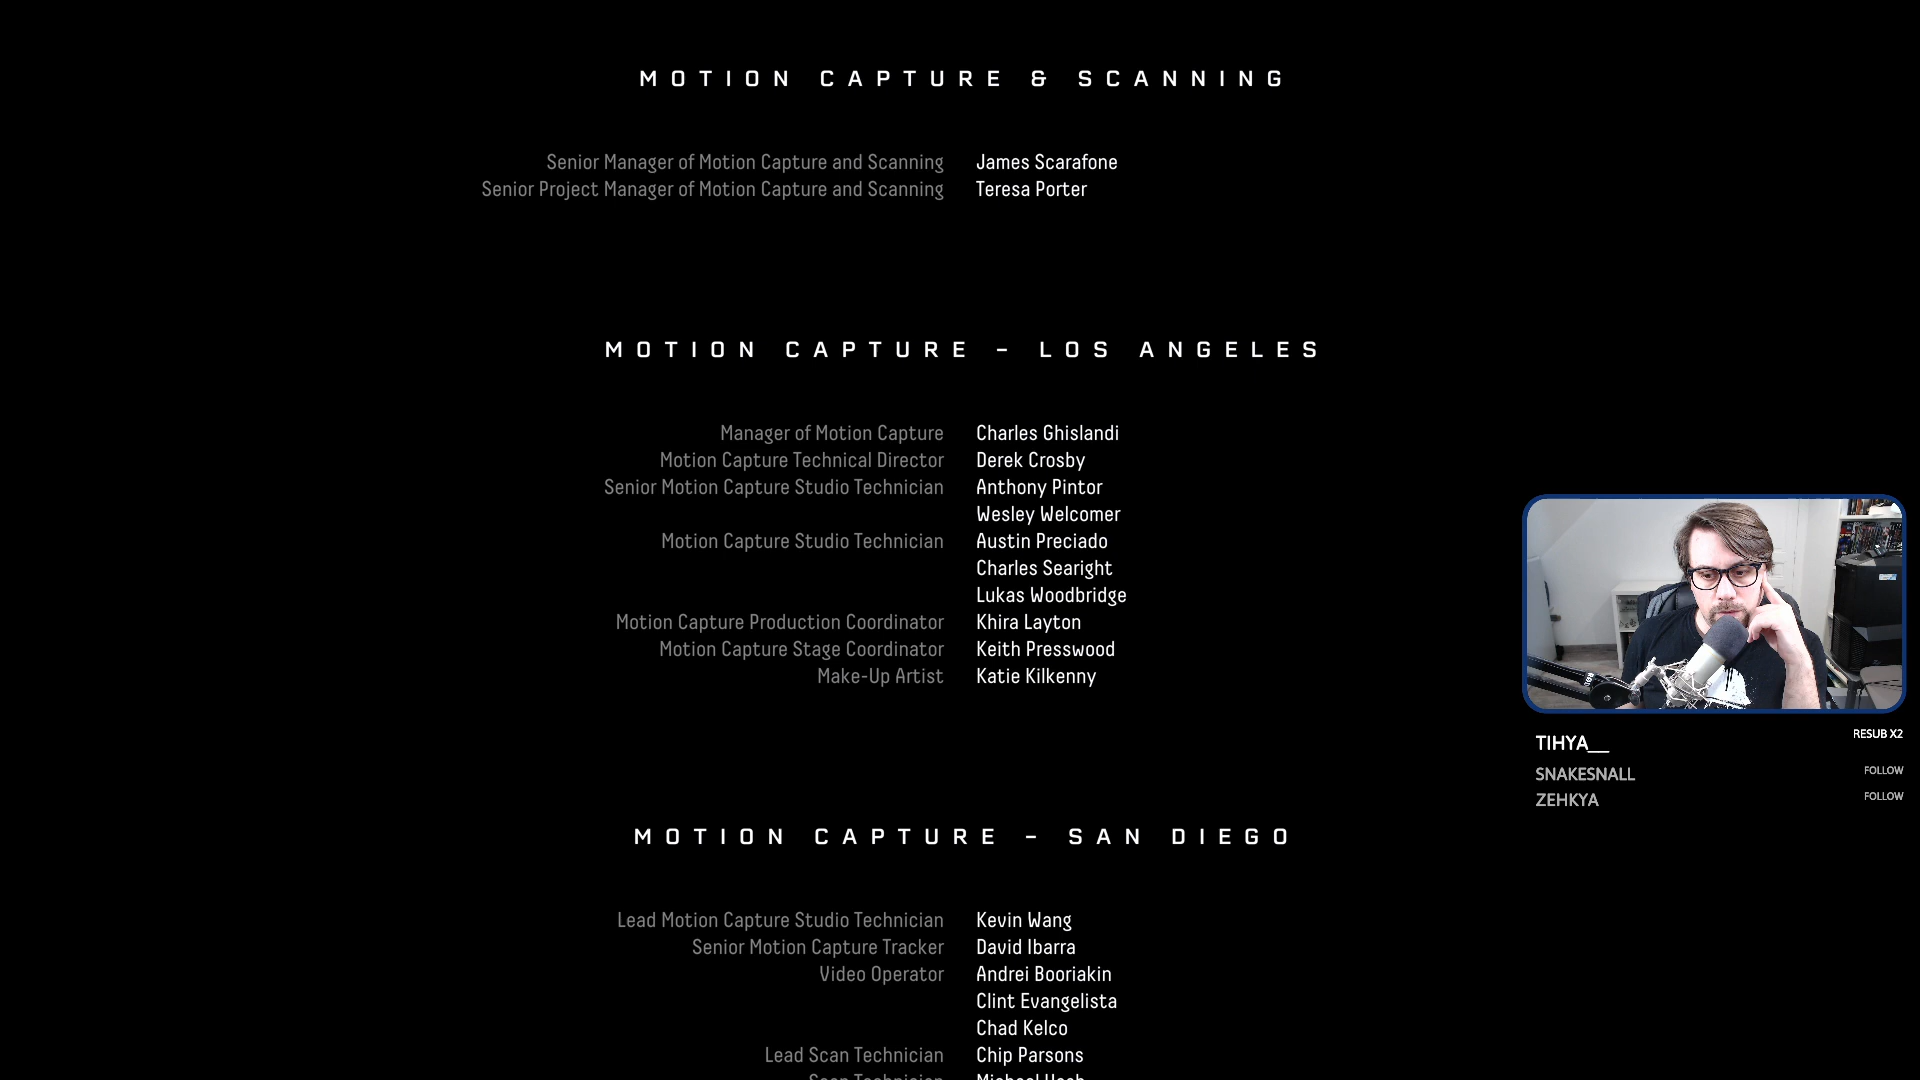 MOTION CAPTURE & SCANNING
Senior Manager of Motion Capture and Scanning James Scarafone
Senior Project Manager of Motion Capture and Scanning Teresa Porter
MOTION CAPTURE - LOS ANGELES
Manager of Motion Capture Charles Ghislandi
Motion Capture Technical Director Derek Crosby
Senior Motion Capture Studio Technician Anthony Pintor
Wesley Welcomer
Motion Capture Studio Technician Austin Preciado
Charles Searight
Lukas Woodbridge
Motion Capture Production Coordinator Khira Layton
Motion Capture Stage Coordinator Keith Presswood
Make-Up Artist Katie Kilkenny
TIHYA__ RESUB X2
SNAKESNALL FOLLOW
ZEHKYA FOLLOW
MOTION CAPTURE - SAN DIEGO
Lead Motion Capture Studio Technician Kevin Wang
Senior Motion Capture Tracker David Ibarra
Video Operator Andrei Booriakin
Clint Evangelista
Chad Kelco
Lead Scan Technician Chip Parsons